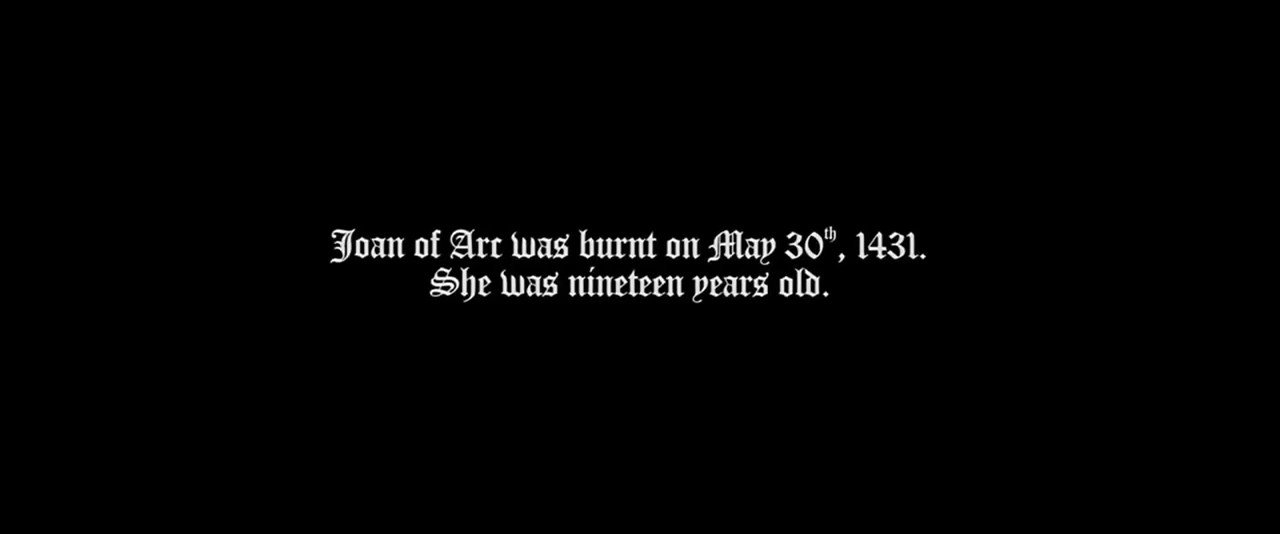 Joan of Arc was burnt on May 30th, 1431.
She was nineteen years old.